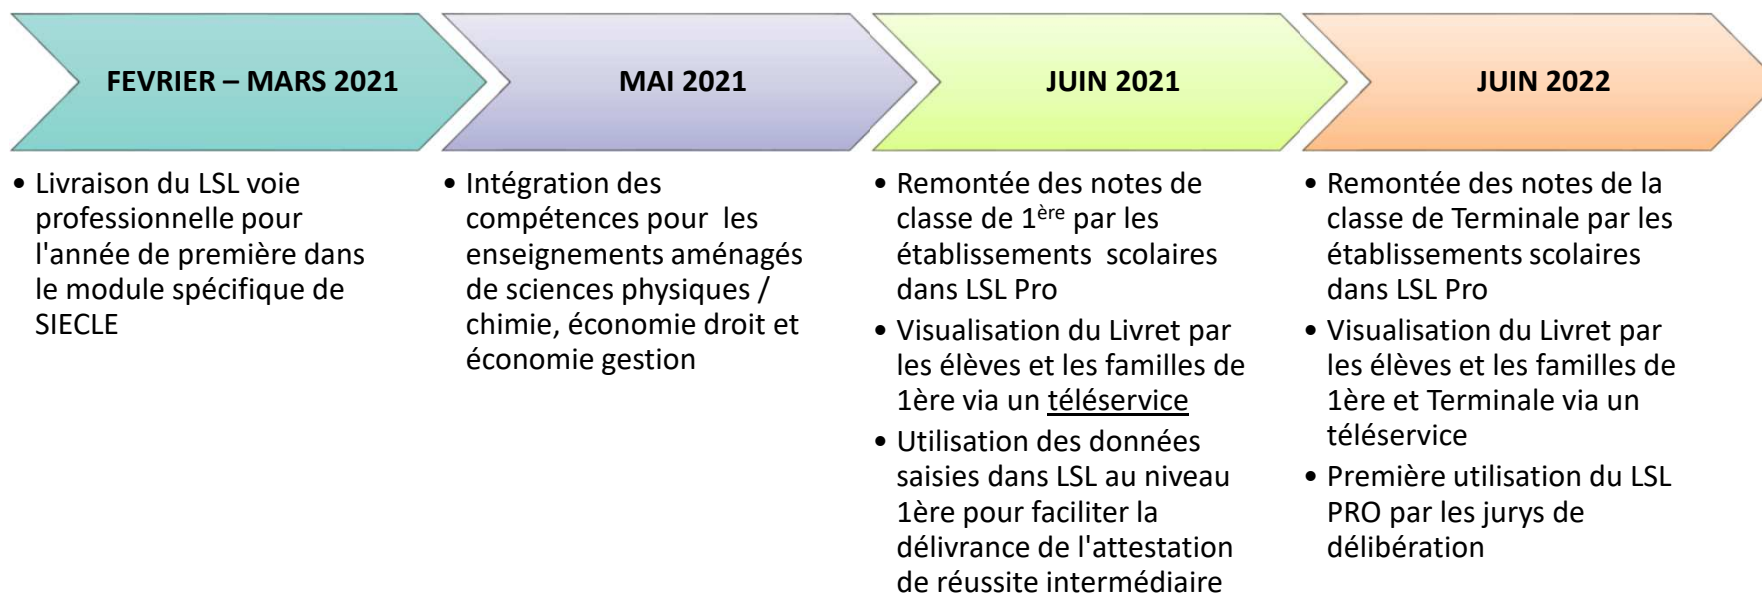 FEVRIER – MARS 2021
• Livraison du LSL voie
professionnelle pour
l'année de première dans
le module spécifique de
SIECLE
MAI 2021
• Intégration des
compétences pour les
enseignements aménagés
de sciences physiques /
chimie, économie droit et
économie gestion
JUIN 2021
• Remontée des notes de
classe de 1ère par les
établissements scolaires
dans LSL Pro
• Visualisation du Livret par
les élèves et les familles de
1ère via un téléservice
• Utilisation des données
saisies dans LSL au niveau
1ère pour faciliter la
délivrance de l'attestation
de réussite intermédiaire
JUIN 2022
• Remontée des notes de la
classe de Terminale par les
établissements scolaires
dans LSL Pro
• Visualisation du Livret par
les élèves et les familles de
1ère et Terminale via un
téléservice
• Première utilisation du LSL
PRO par les jurys de
délibération